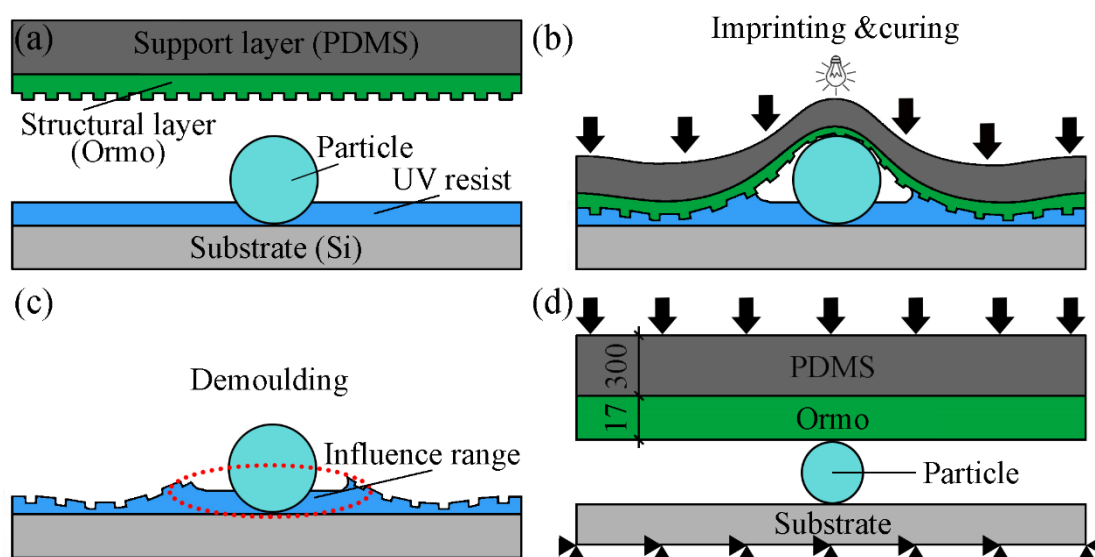 (a)
Support layer (PDMS)
Structural layer
(Ormo)
Particle
UV resist
Substrate (Si)
(b)
Imprinting &curing
(c)
Demoulding
Influence range
(d)
300
PDMS
17
Ormo
Particle
Substrate